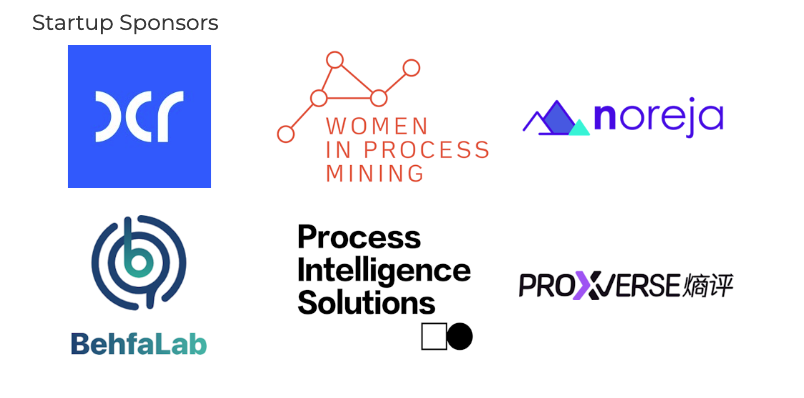 Startup Sponsors
DCr
WOMEN
IN PROCESS
MINING
noreja
BehfaLab
Process
Intelligence
Solutions
PROXVERSE熵评